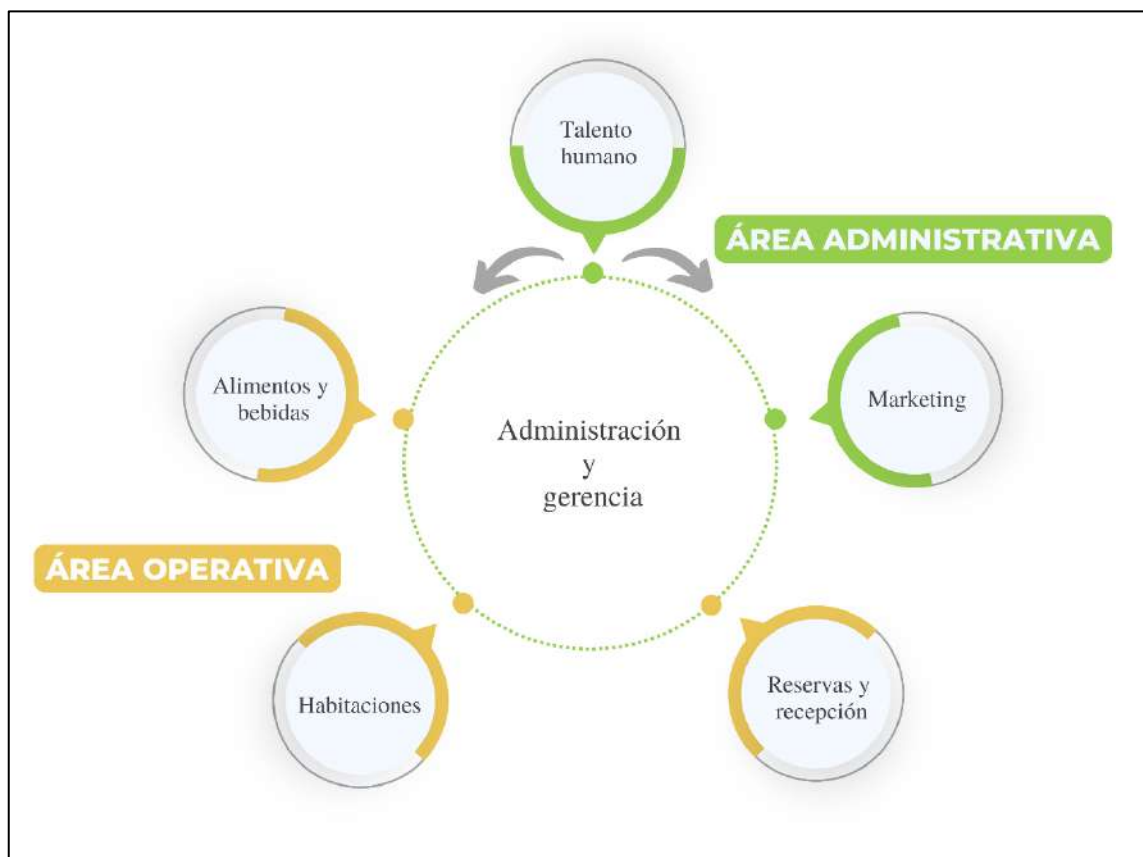 Talento
humano
ÁREA ADMINISTRATIVA
Alimentos y
bebidas
Marketing
Administración
y
gerencia
ÁREA OPERATIVA
Habitaciones
Reservas y
recepción